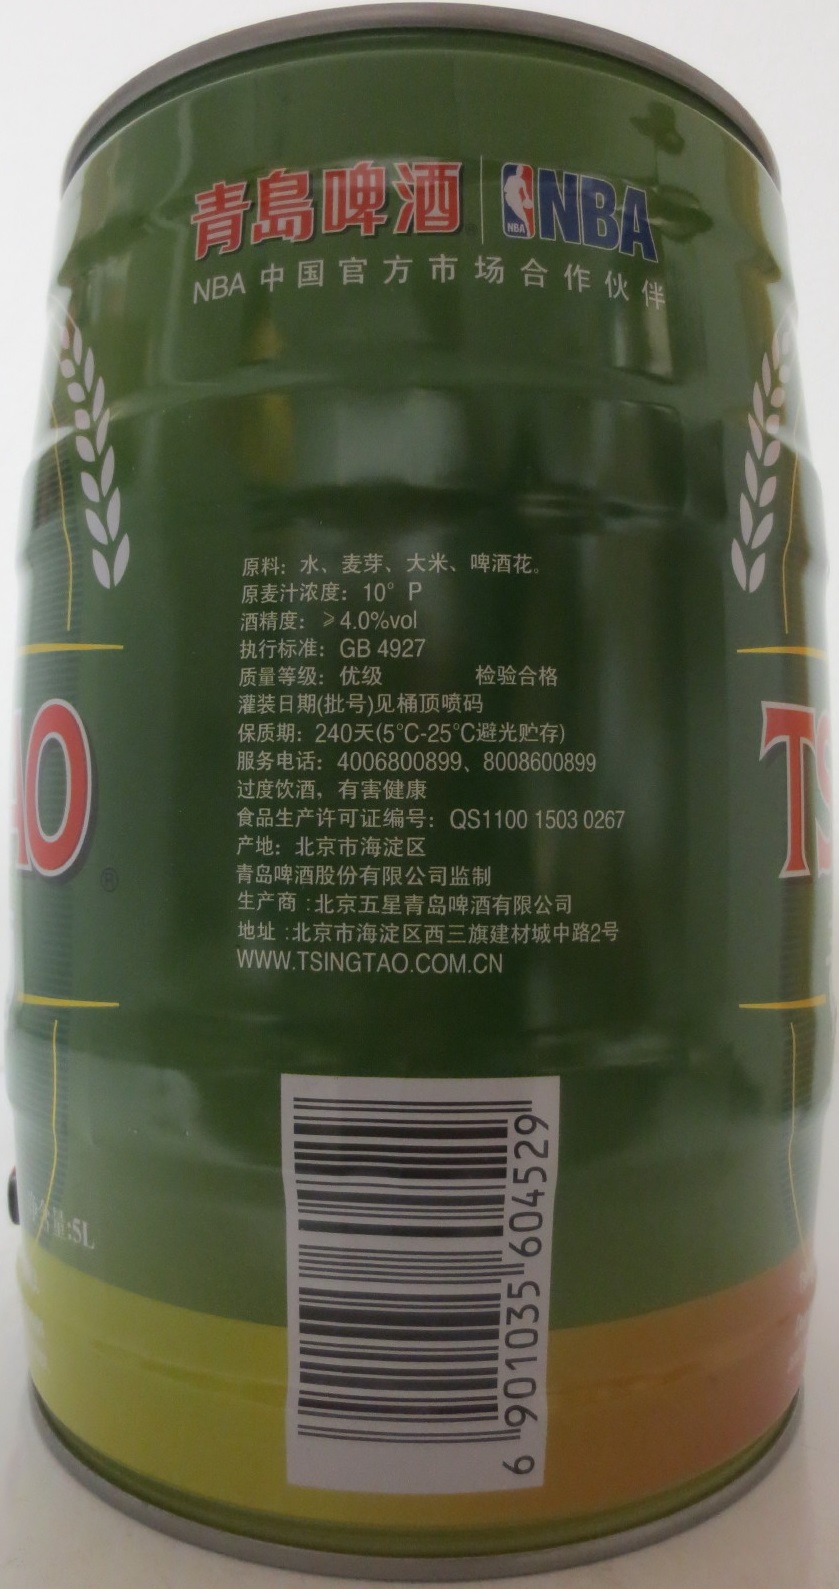 青島啤酒 NBA
NBA
NBA 中国官方市场合作伙伴
原料：水、麦芽、大米、啤酒花。
原麦汁浓度：10° P
酒精度：≥4.0%vol
执行标准：GB 4927
质量等级：优级 检验合格
灌装日期(批号)见桶顶喷码
保质期：240天(5°C-25°C避光贮存)
服务电话：4006800899、8008600899
过度饮酒，有害健康
食品生产许可证编号：QS1100 1503 0267
产地：北京市海淀区
青岛啤酒股份有限公司监制
生产商：北京五星青岛啤酒有限公司
地址：北京市海淀区西三旗建材城中路2号
WWW.TSINGTAO.COM.CN
AO®
TS
含量:5L
6 901035 604529